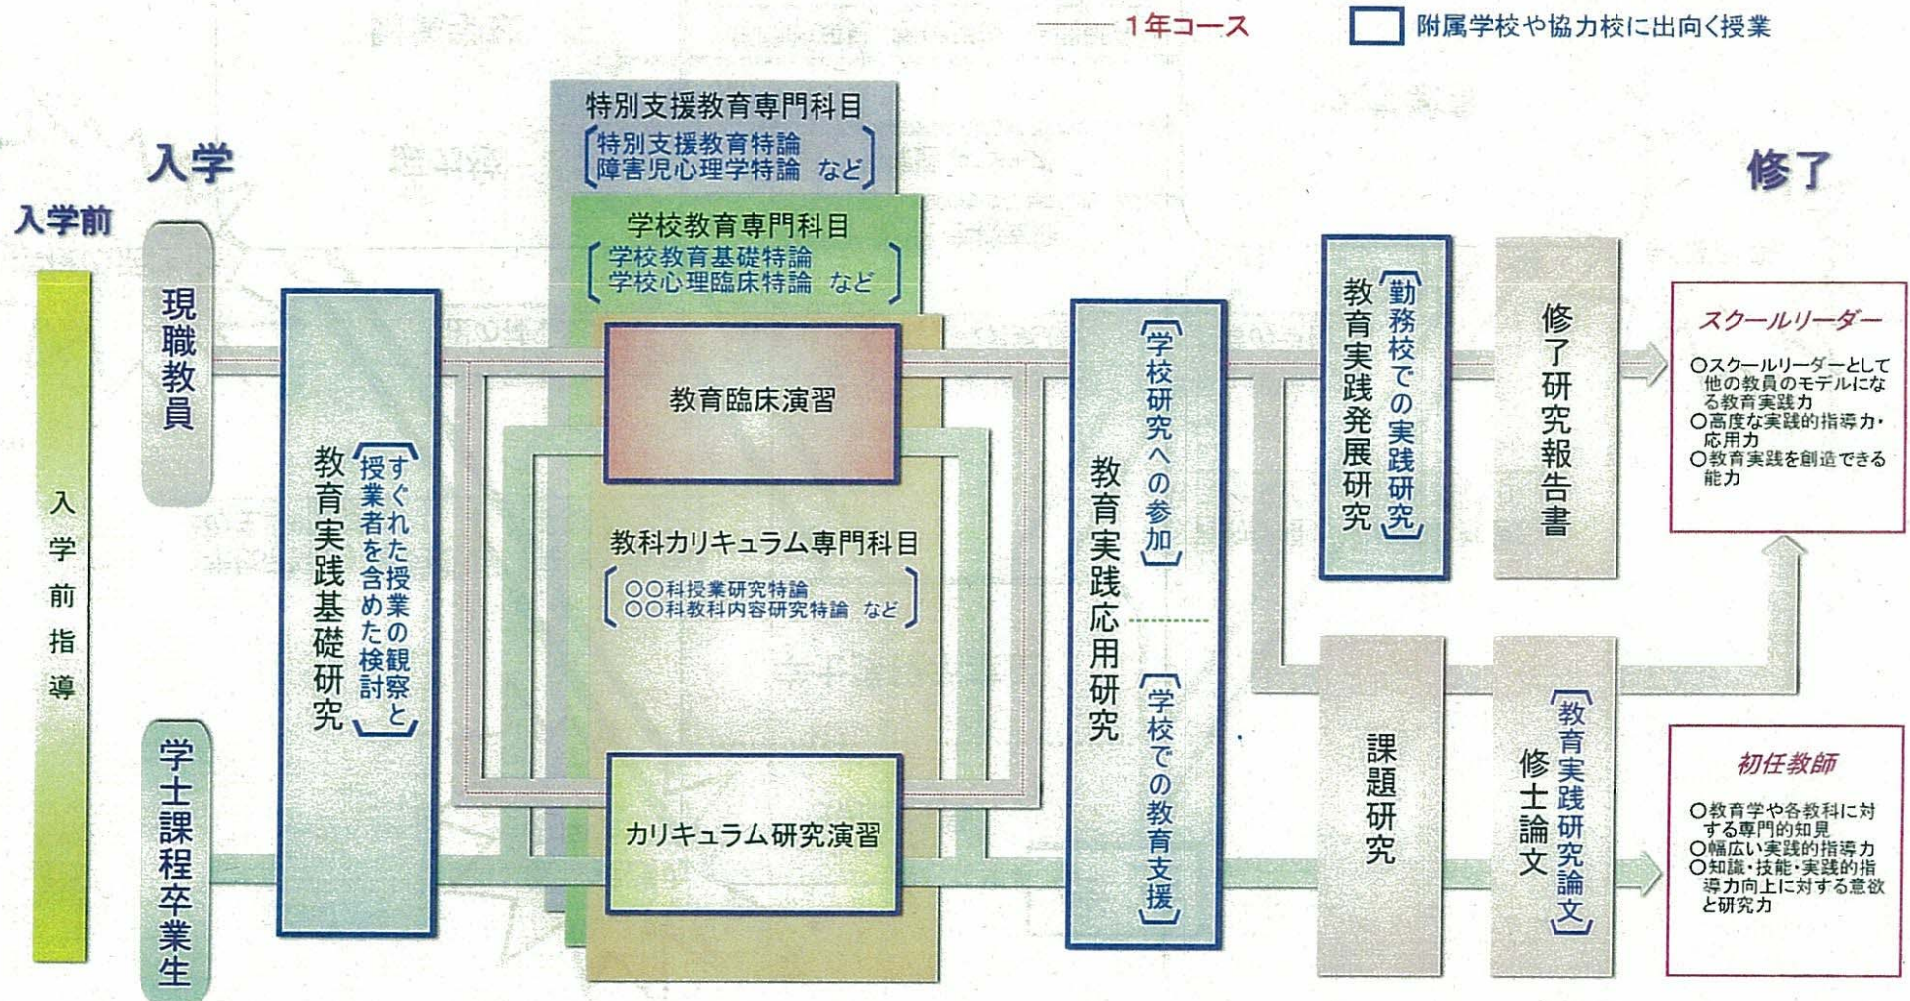 1年コース
附属学校や協力校に出向く授業
入学前
入学
修了
入学前指導
現職教員
学士課程卒業生
教育実践基礎研究
すぐれた授業の観察と
授業者を含めた検討
特別支援教育専門科目
特別支援教育特論
障害児心理学特論 など
学校教育専門科目
学校教育基礎特論
学校心理臨床特論 など
教育臨床演習
教科カリキュラム専門科目
〇〇科授業研究特論
〇〇科教科内容研究特論 など
カリキュラム研究演習
教育実践応用研究
[学校研究への参加]
[学校での教育支援]
教育実践発展研究
[勤務校での実践研究]
修了研究報告書
課題研究
修士論文
[教育実践研究論文]
スクールリーダー
〇スクールリーダーとして
他の教員のモデルにな
る教育実践力
〇高度な実践的指導力・
応用力
〇教育実践を創造できる
能力
初任教師
〇教育学や各教科に対
する専門的知見
〇幅広い実践的指導力
〇知識・技能・実践的指
導力向上に対する意欲
と研究力